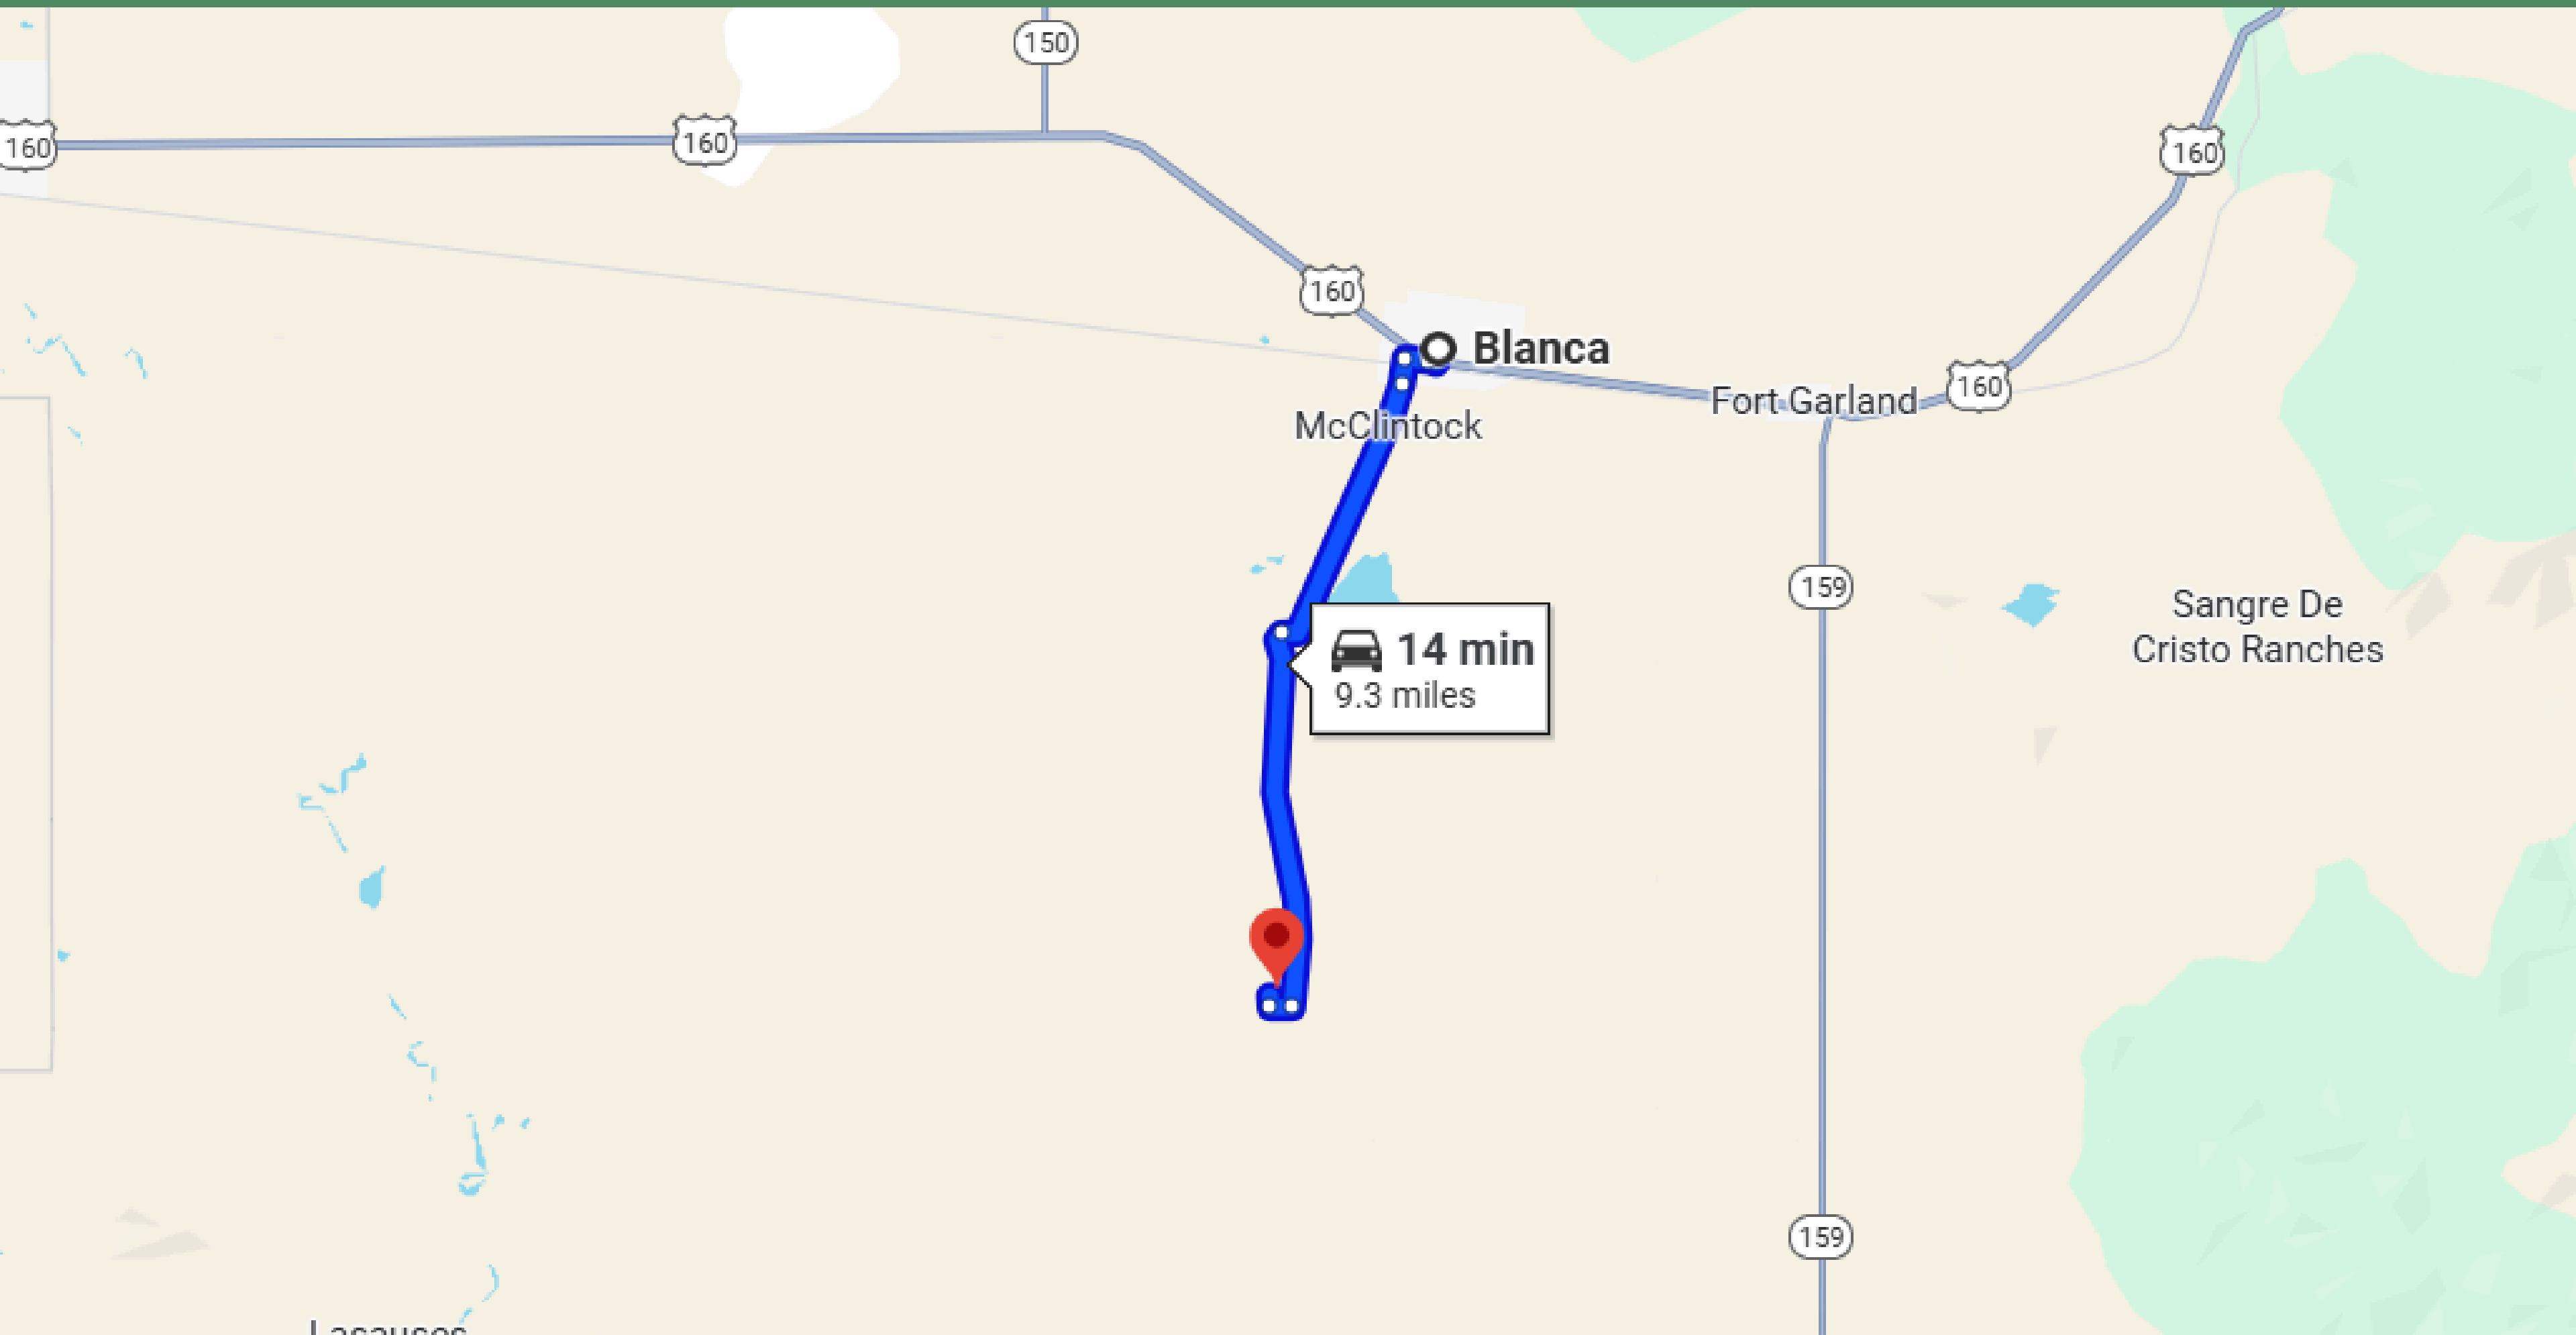 150
160
160
160
160
Blanca
160
Fort Garland
McClintock
159
Sangre De
Cristo Ranches
14 min
9.3 miles
159